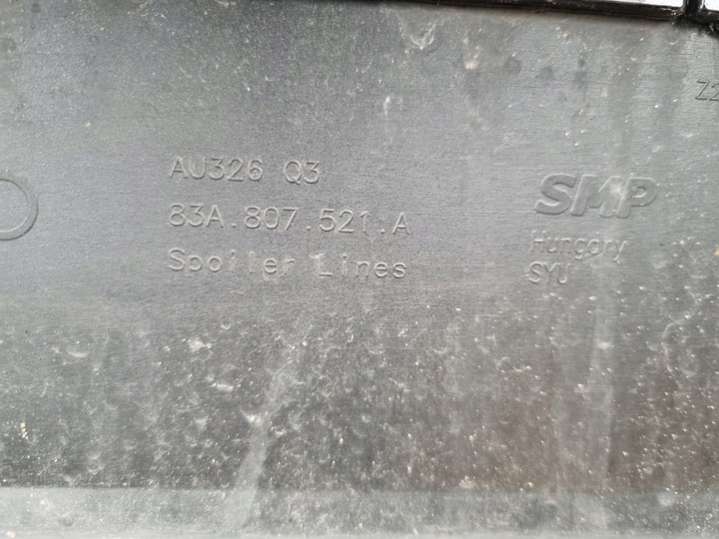 AU326 Q3
83A.807.521.A
Spoiler Lines
SMP
Hungary
SYU